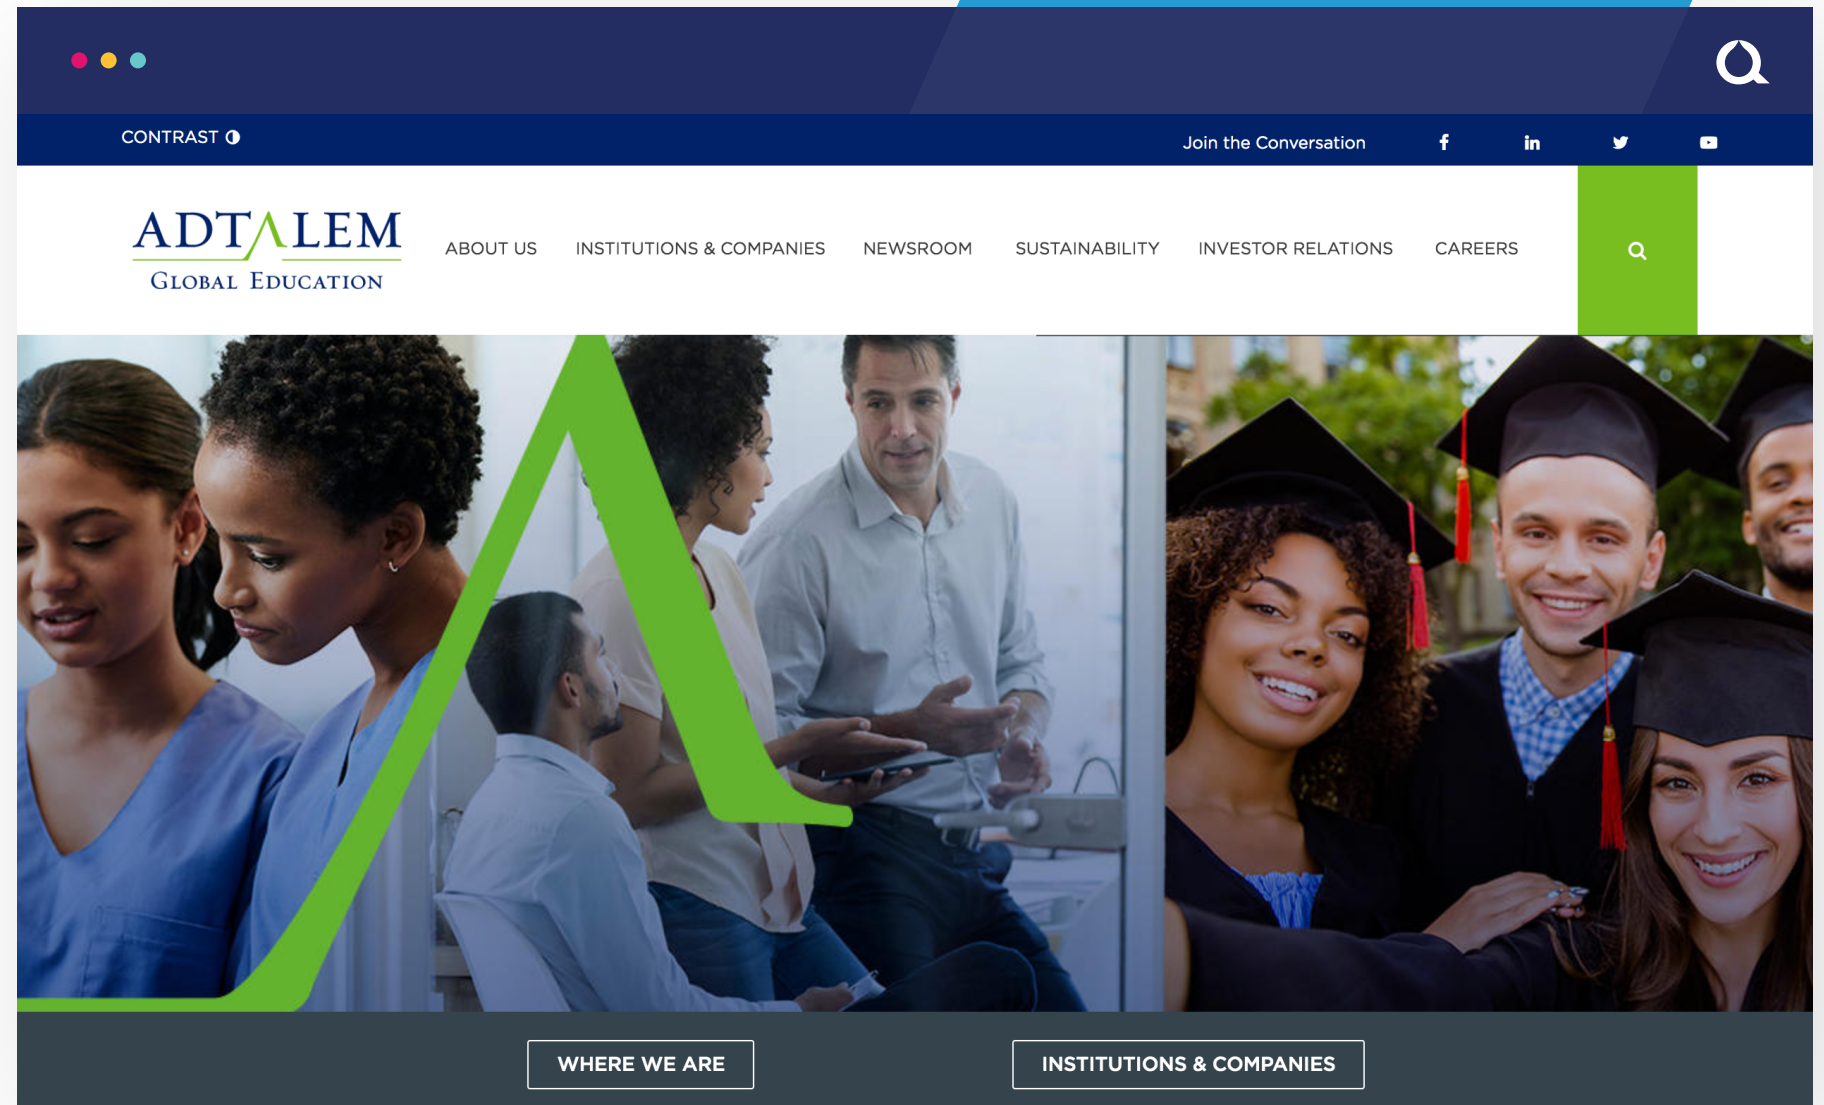 CONTRAST
Join the Conversation
ADTALEM
GLOBAL EDUCATION
ABOUT US
INSTITUTIONS & COMPANIES
NEWSROOM
SUSTAINABILITY
INVESTOR RELATIONS
CAREERS
WHERE WE ARE
INSTITUTIONS & COMPANIES